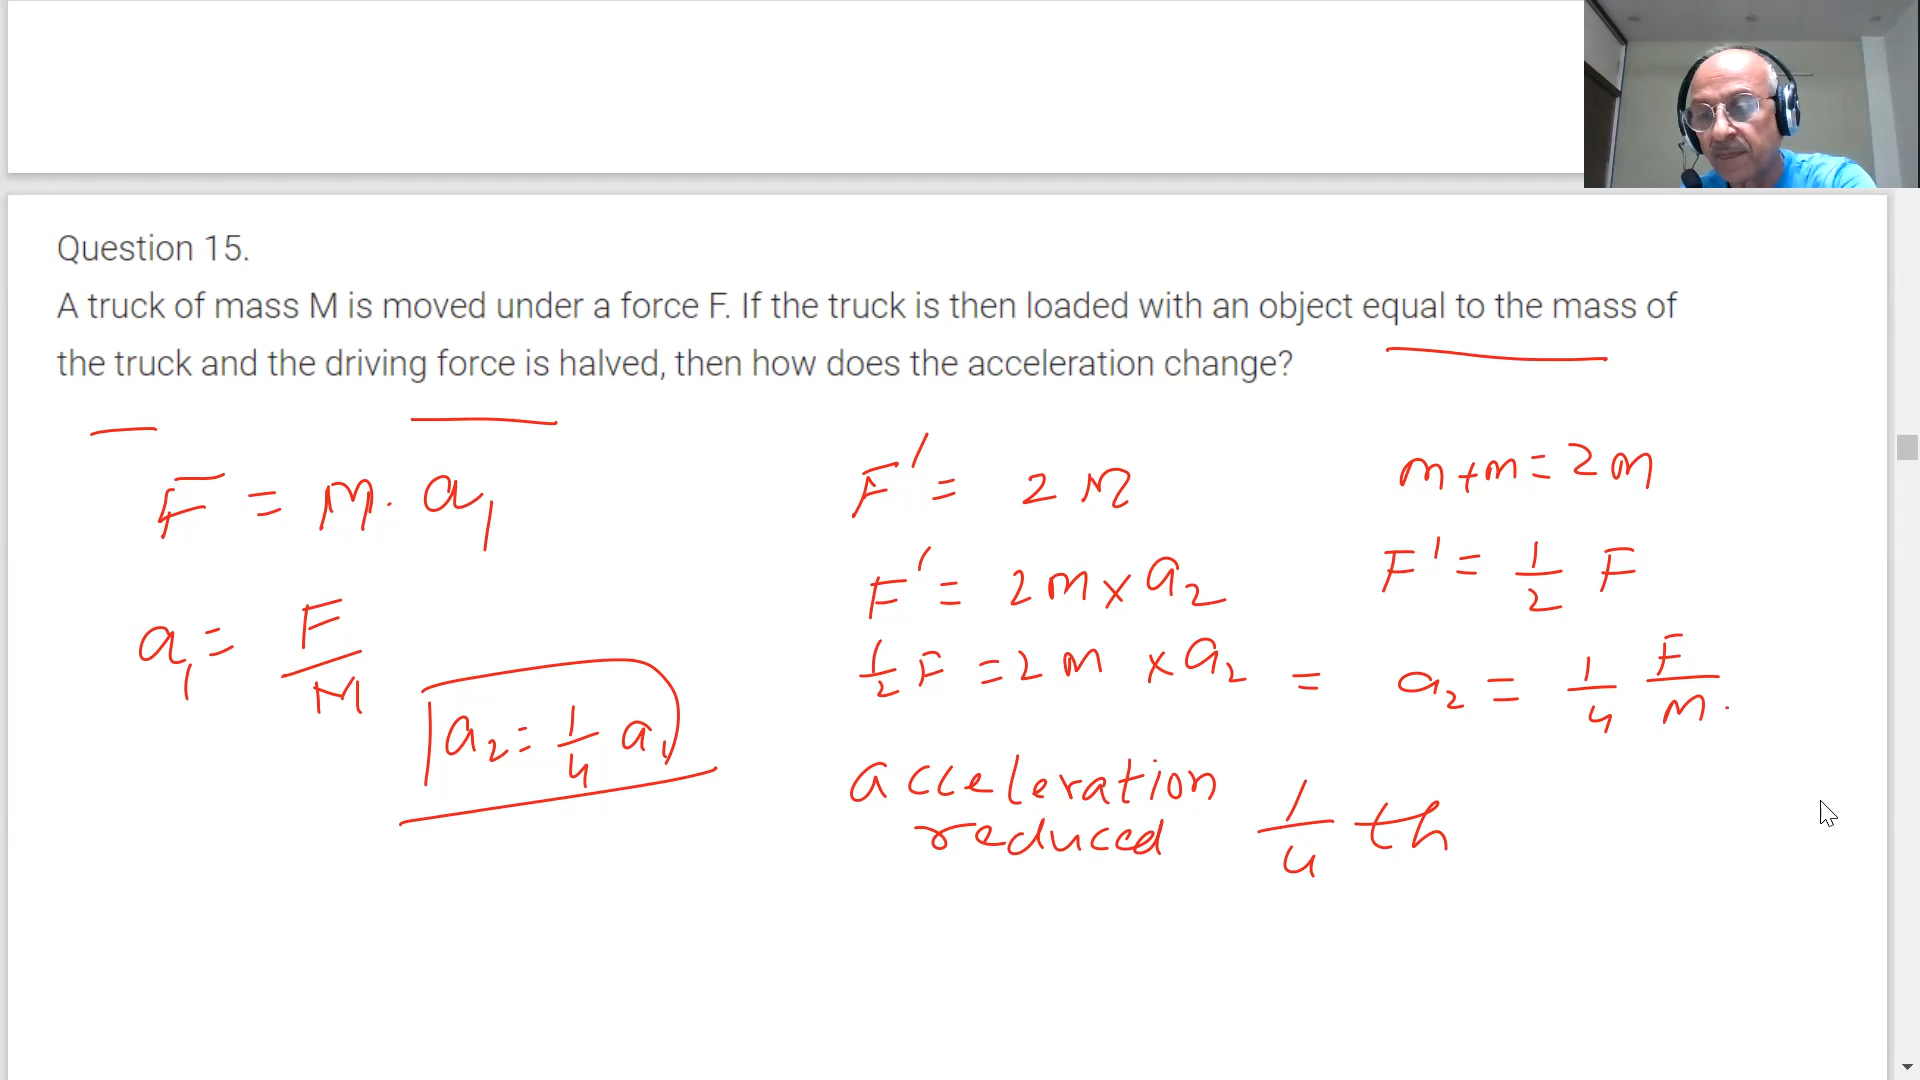 Question 15.
A truck of mass M is moved under a force F. If the truck is then loaded with an object equal to the mass of
the truck and the driving force is halved, then how does the acceleration change?
F = M. a₁
a₁ = F/M
a₂ = 1/4 a₁
F' = 2 M
F' = 2m × a₂
1/2 F = 2m × a₂ = a₂ = 1/4 F/M.
m + m = 2m
F' = 1/2 F
acceleration
reduced 1/4 th